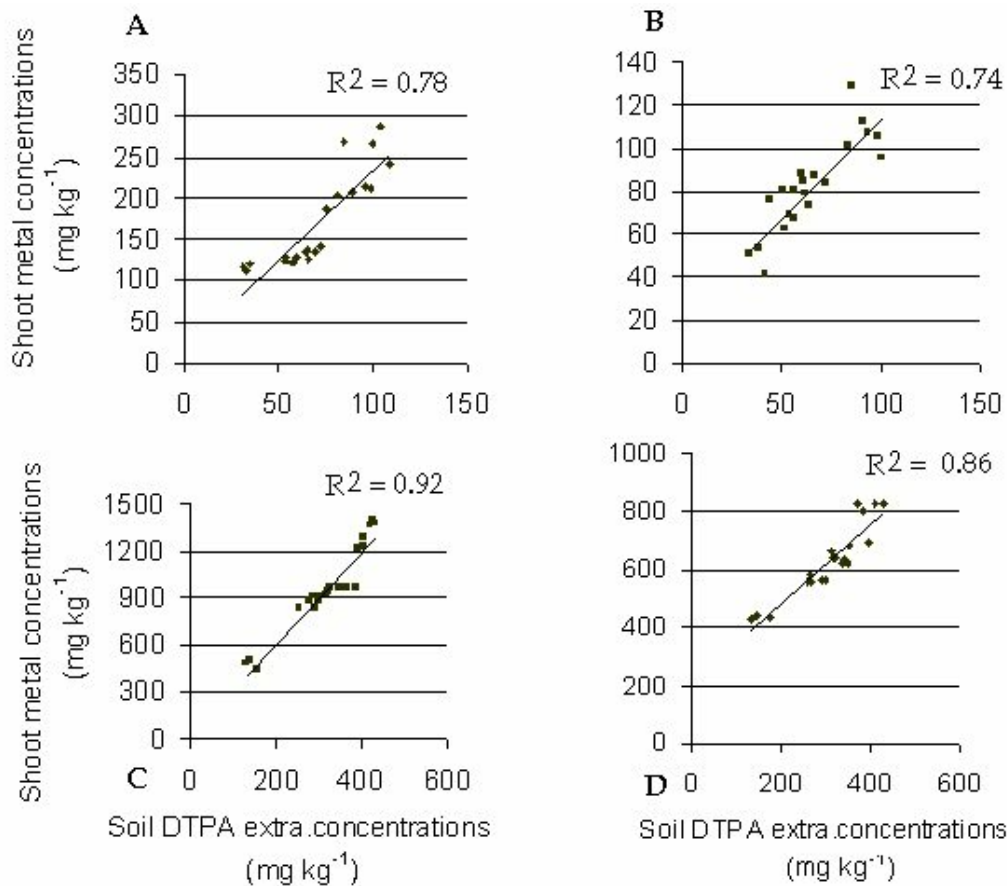 A
R2 = 0.78
Shoot metal concentrations
(mg kg-1)
350
300
250
200
150
100
50
0
0 50 100 150
B
R2 = 0.74
140
120
100
80
60
40
20
0
0 50 100 150
R2 = 0.92
Shoot metal concentrations
(mg kg-1)
1500
1200
900
600
300
0
C
0 200 400 600
Soil DTPA extra.concentrations
(mg kg-1)
R2 = 0.86
1000
800
600
400
200
0
D
0 200 400 600
Soil DTPA extra.concentrations
(mg kg-1)